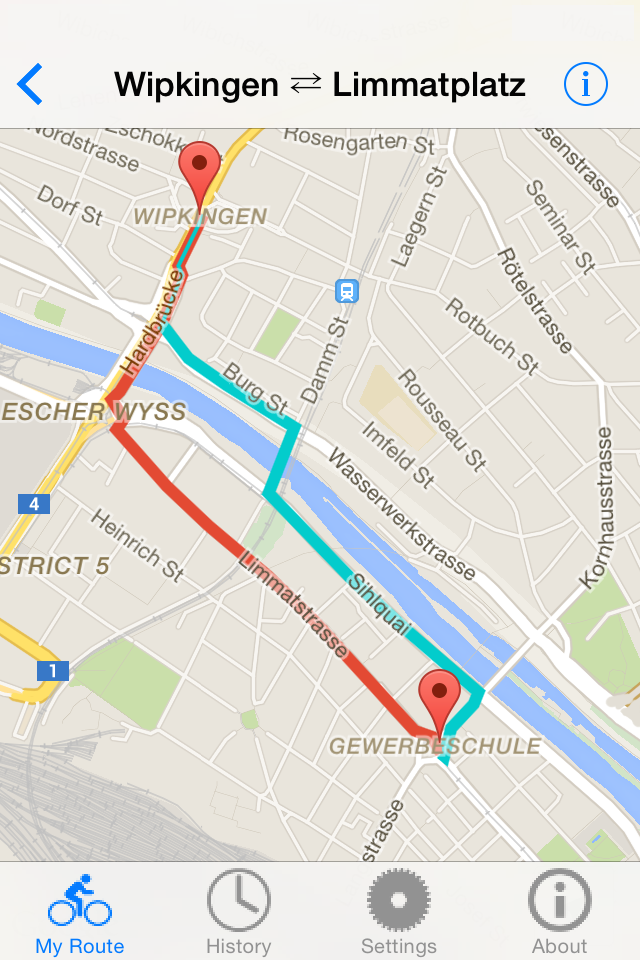 Wipkingen ⇄ Limmatplatz
i
Nordstrasse
Eschok
Rosengarten St
senstrasse
Dorf St
WIPKINGEN
Laegern St
Seminar St
Rötelstrasse
Hardbrücke
Damm St
Rotbuch St
Burg St
ESCHER WYSS
Rousseau St
Imfeld St
Wasserwerkstrasse
Kornhausstrasse
4
Heinrich St
STRICT 5
Limmatstrasse
Sihlquai
1
GEWERBESCHULE
strasse
My Route
History
Settings
About